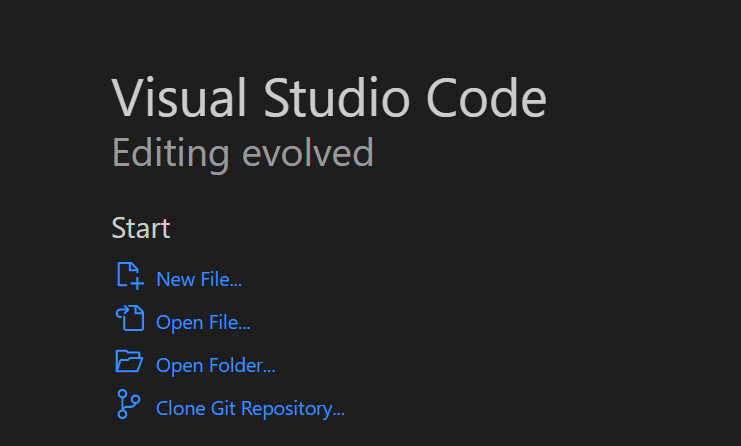 Visual Studio Code
Editing evolved
Start
New File...
Open File...
Open Folder...
Clone Git Repository...